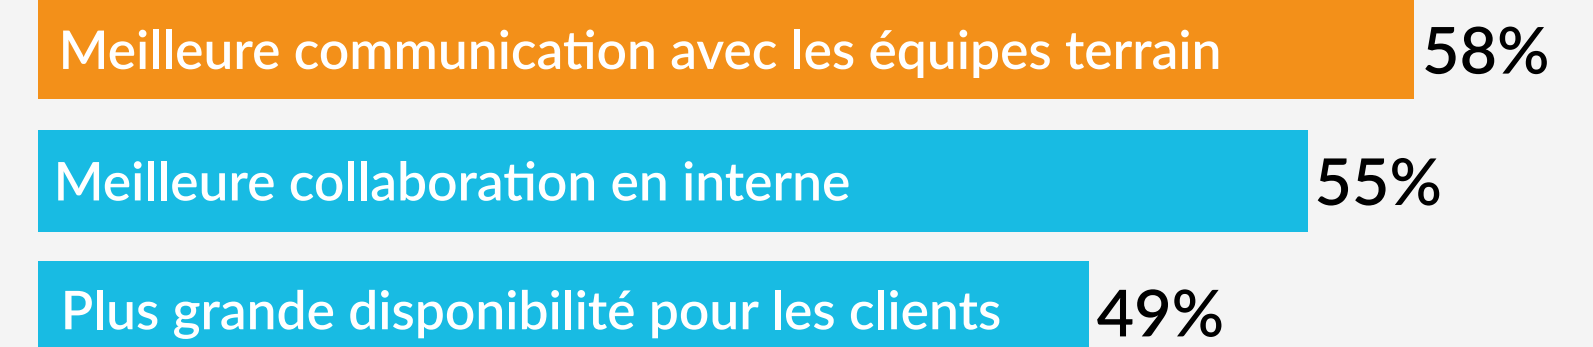 Meilleure communication avec les équipes terrain 58%
Meilleure collaboration en interne 55%
Plus grande disponibilité pour les clients 49%